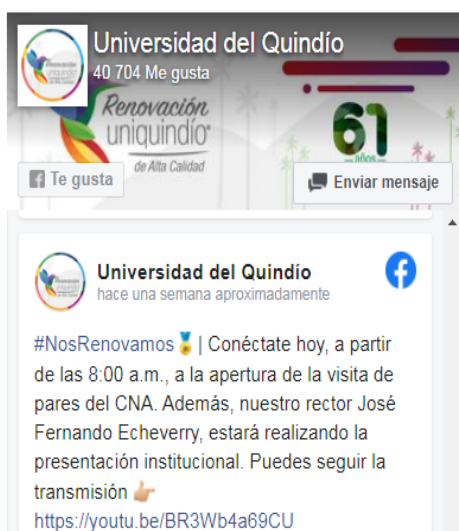 Universidad del Quindío
40 704 Me gusta
Renovación
uniquindío
de Alta Calidad
61
años
Te gusta
Enviar mensaje
Universidad del Quindío
hace una semana aproximadamente
#NosRenovamos🏅 | Conéctate hoy, a partir
de las 8:00 a.m., a la apertura de la visita de
pares del CNA. Además, nuestro rector José
Fernando Echeverry, estará realizando la
presentación institucional. Puedes seguir la
transmisión 👉🏼
https://youtu.be/BR3Wb4a69CU